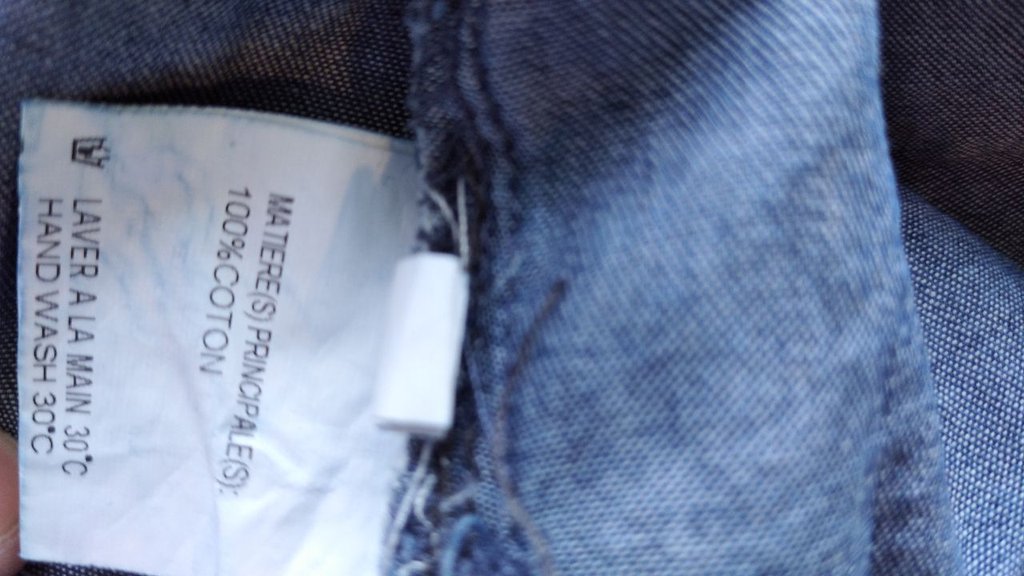 MATIERE(S) PRINCIPALE(S):
100%COTON
LAVER A LA MAIN 30°C
HAND WASH 30°C